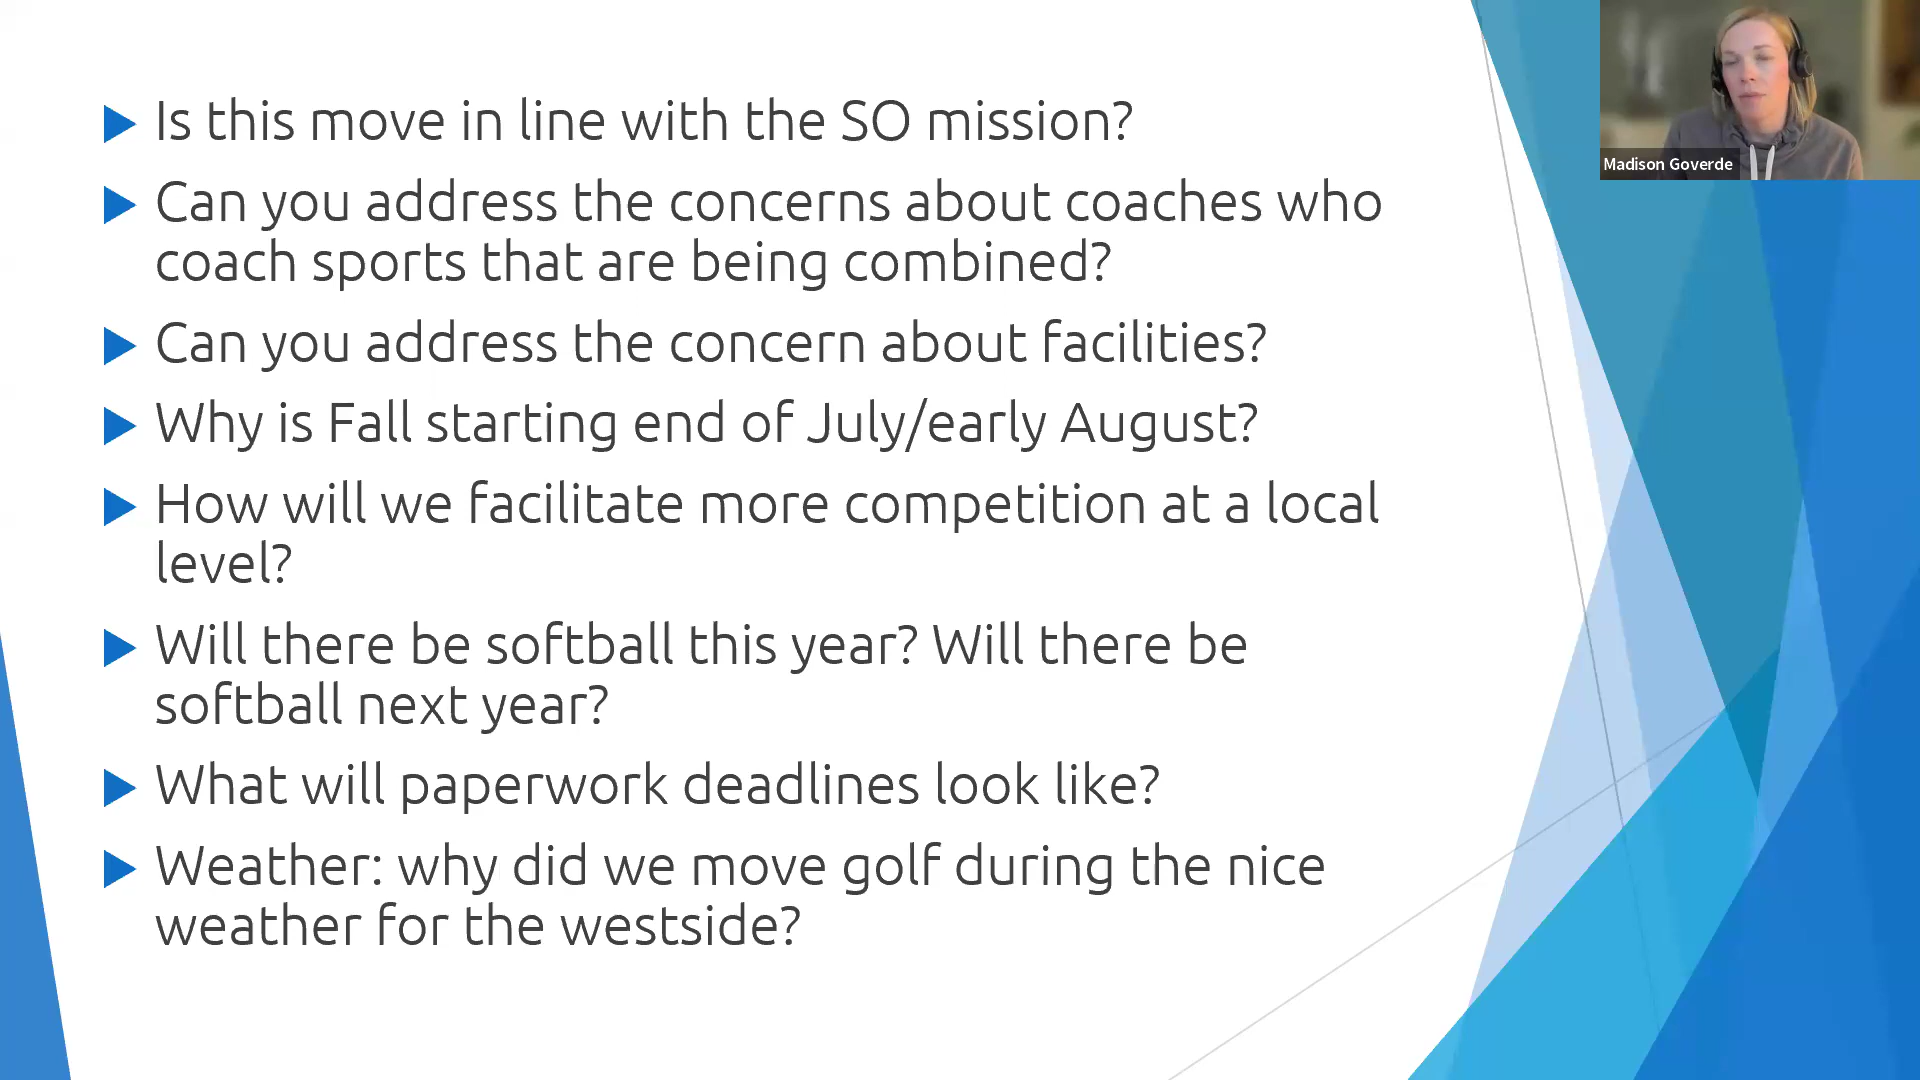 Is this move in line with the SO mission?
Can you address the concerns about coaches who
coach sports that are being combined?
Can you address the concern about facilities?
Why is Fall starting end of July/early August?
How will we facilitate more competition at a local
level?
Will there be softball this year? Will there be
softball next year?
What will paperwork deadlines look like?
Weather: why did we move golf during the nice
weather for the westside?
Madison Goverde